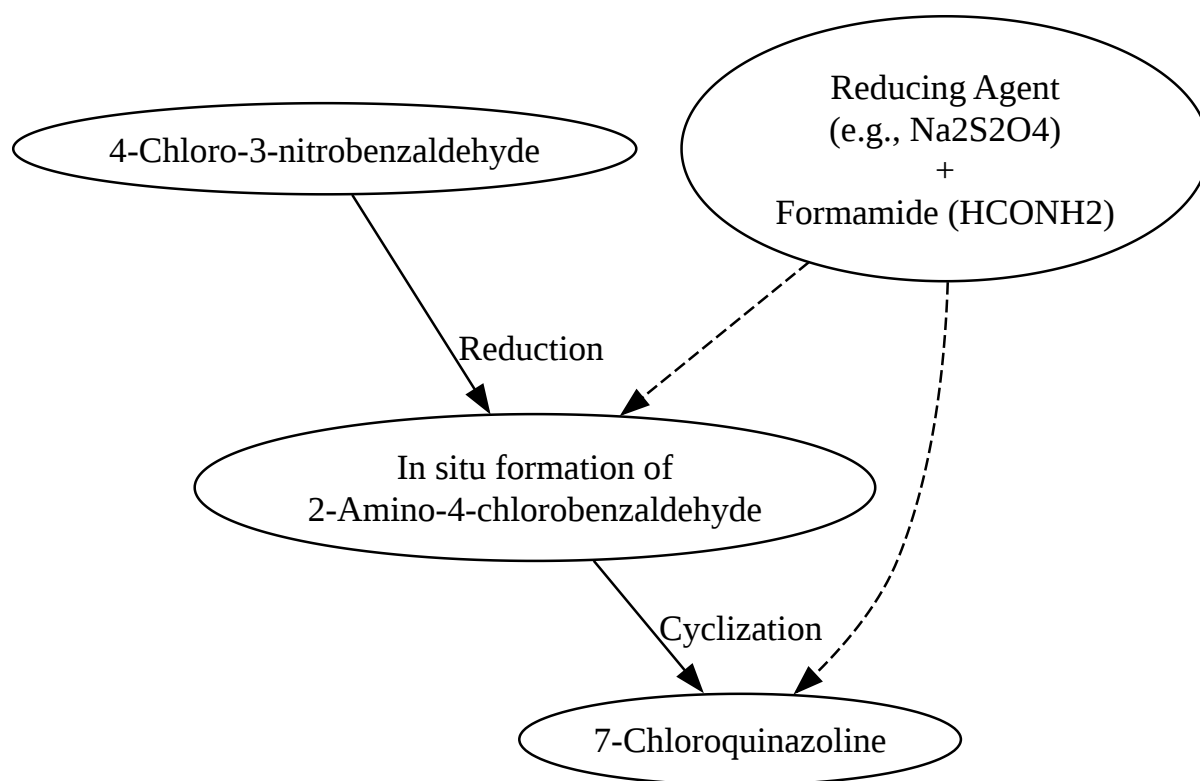 4-Chloro-3-nitrobenzaldehyde
Reducing Agent
(e.g., Na2S2O4)
+
Formamide (HCONH2)
Reduction
In situ formation of
2-Amino-4-chlorobenzaldehyde
Cyclization
7-Chloroquinazoline